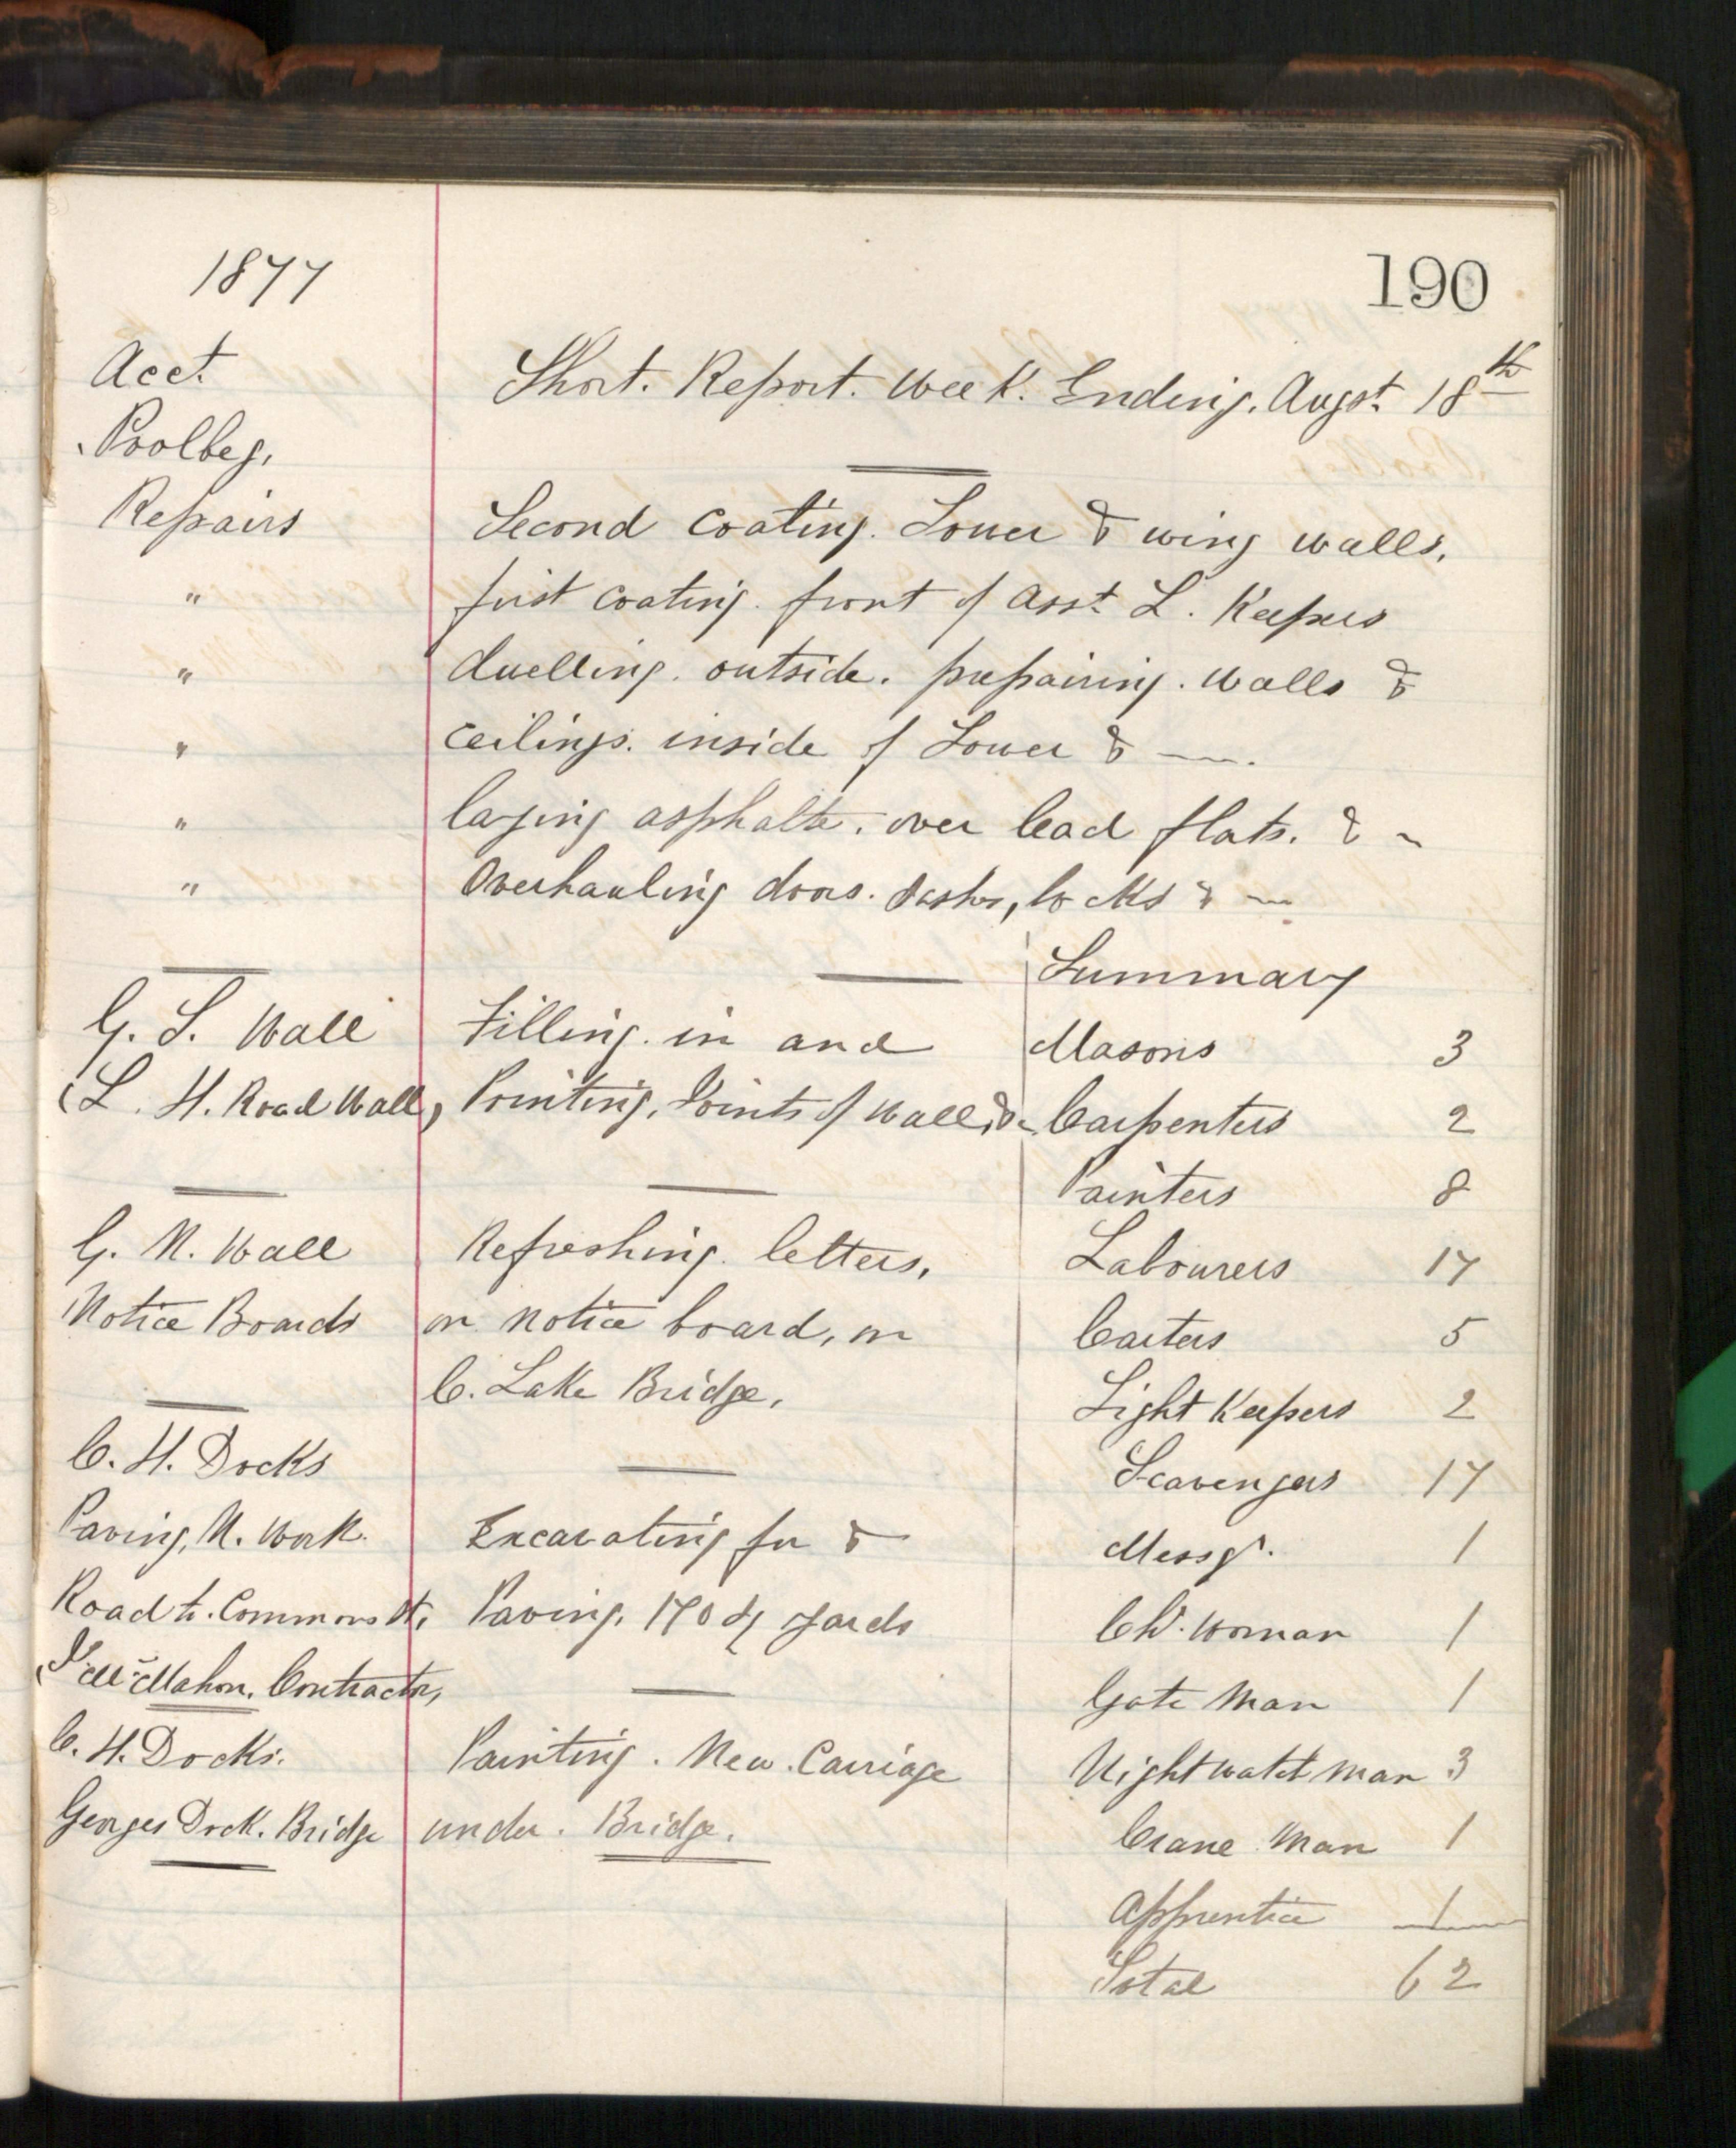 1877
190
Acct.
Short. Report. Week. Ending. Augst. 18th
Poolbeg.
Repairs Second coating. Tower & wing walls.
" first coating. front of Asst. L. Keepers
" dwelling. outside. prepairing. walls &
" ceilings. inside of Tower & —.
" laying asphalte. over lead flats. & ~
" Overhauling doors. sashes, locks & ~
Summary
G. S. Wall Filling. in and Masons 3
(L. H. Road Wall) Pointing. Joints of Wall &c Carpenters 2
Painters 8
G. N. Wall Refreshing. letters, Labourers 17
Notice Boards on notice board, on Carters 5
C. Lake Bridge. Light Keepers 2
C. H. Docks Scavengers 17
Paving, N. Work. Excavating for & Messgr. 1
Road to. Commons St. Paving. 170 Sq yards Ch. Woman 1
McMahon. Contractor, Gate Man 1
C. H. Docks. Painting. New. Carriage Night watch man 3
Georges Dock. Bridge under. Bridge. Crane Man 1
Apprentice 1
Total 62